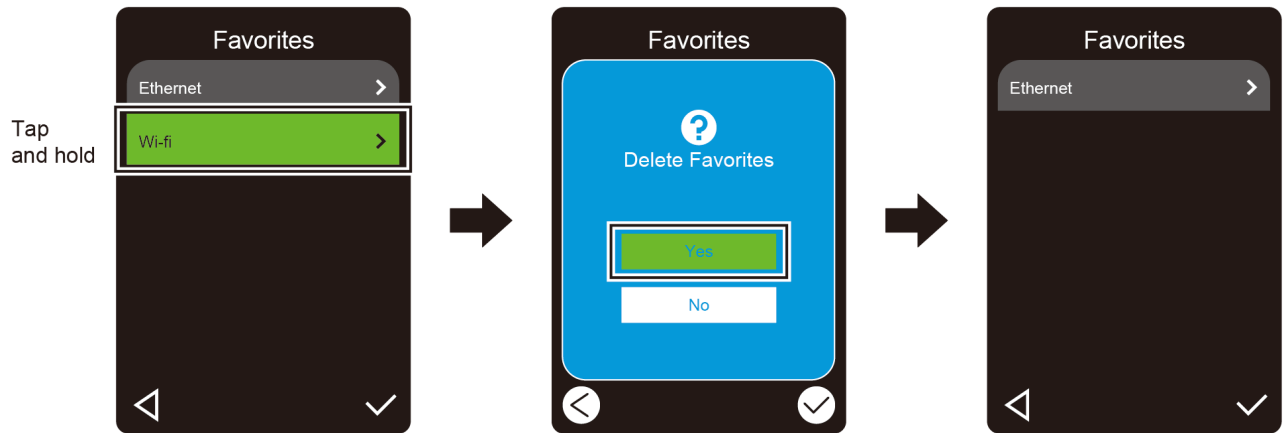 Tap
and hold
Favorites
Ethernet
Wi-fi
Favorites
?
Delete Favorites
Yes
No
Favorites
Ethernet